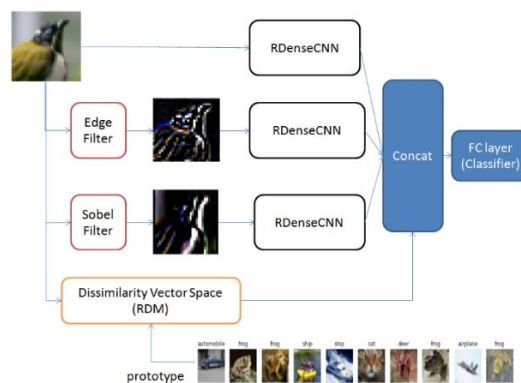 RDenseCNN
Edge
Filter
RDenseCNN
Concat
FC layer
(Classifier)
Sobel
Filter
RDenseCNN
Dissimilarity Vector Space
(RDM)
automobile frog frog ship ship cat deer frog airplane frog
prototype